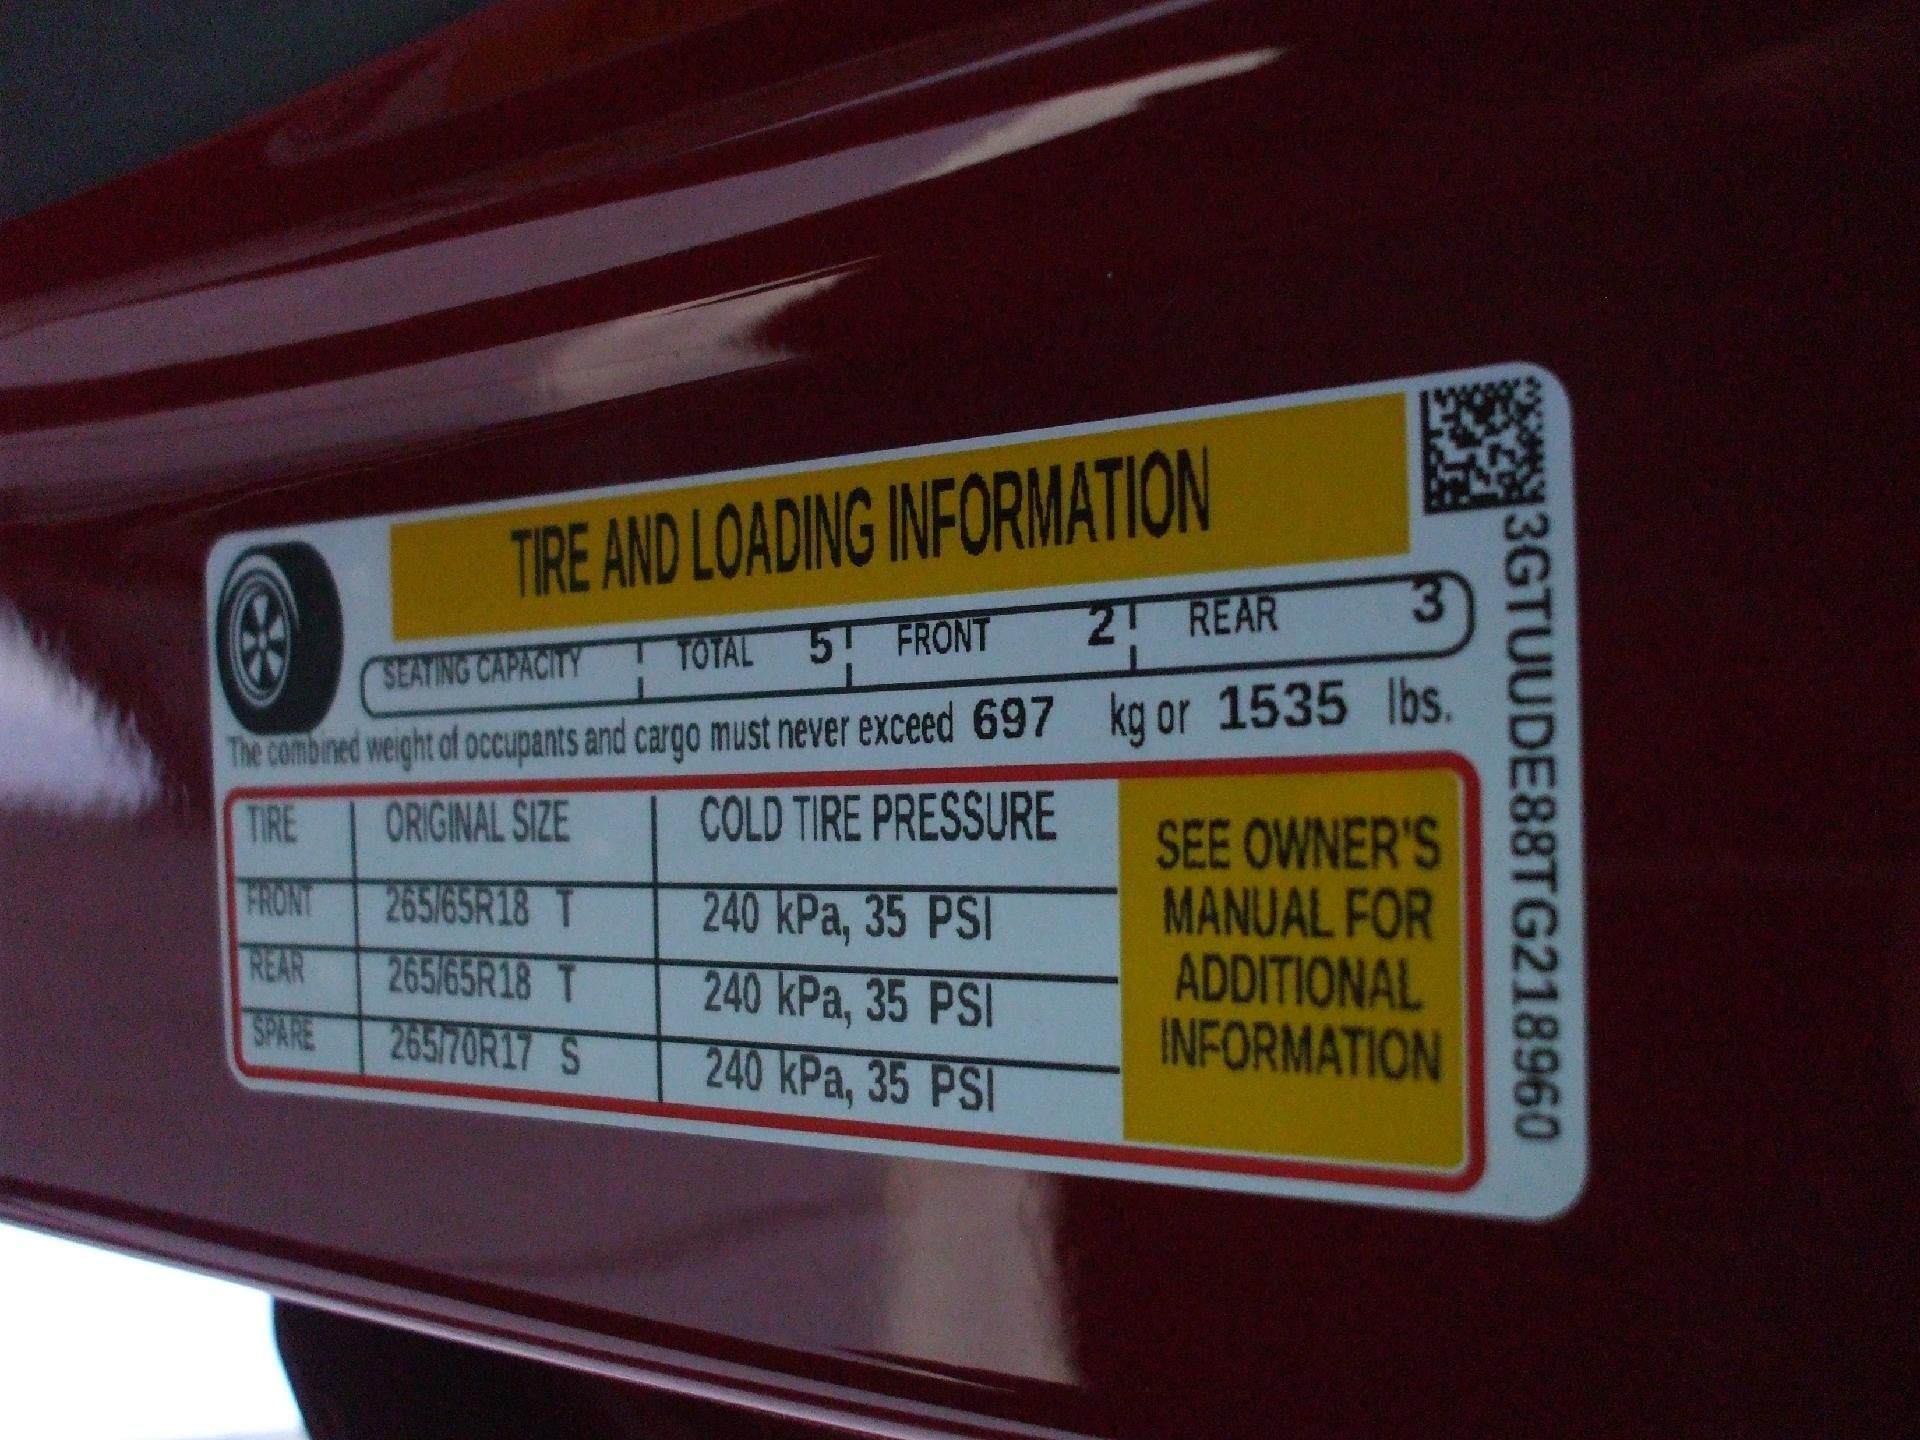 TIRE AND LOADING INFORMATION
SEATING CAPACITY TOTAL 5 FRONT 2 REAR 3
The combined weight of occupants and cargo must never exceed 697 kg or 1535 lbs.
TIRE ORIGINAL SIZE COLD TIRE PRESSURE
FRONT 265/65R18 T 240 kPa, 35 PSI
REAR 265/65R18 T 240 kPa, 35 PSI
SPARE 265/70R17 S 240 kPa, 35 PSI
SEE OWNER'S
MANUAL FOR
ADDITIONAL
INFORMATION
3GTUUDE88TG218960